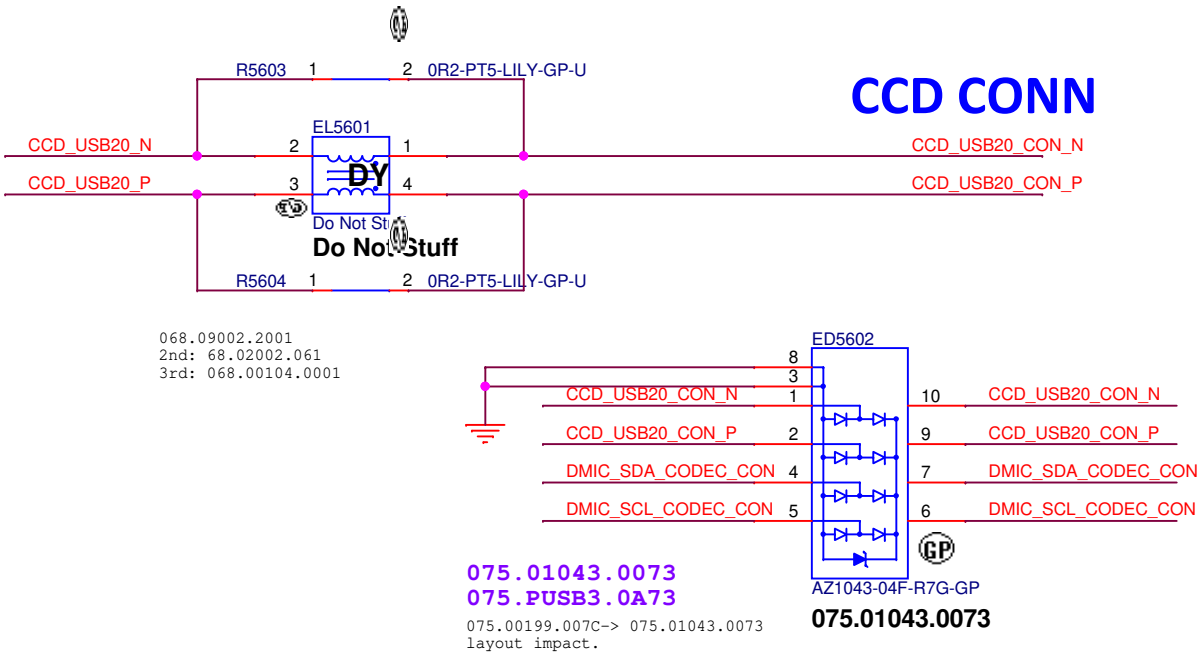 R5603 1 2 0R2-PT5-LILY-GP-U
CCD CONN
EL5601
CCD_USB20_N 2 1 CCD_USB20_CON_N
DY
CCD_USB20_P 3 4 CCD_USB20_CON_P
Do Not Stuff
Do Not Stuff
R5604 1 2 0R2-PT5-LILY-GP-U
068.09002.2001
2nd: 68.02002.061
3rd: 068.00104.0001
ED5602
8
3
CCD_USB20_CON_N 1 10 CCD_USB20_CON_N
CCD_USB20_CON_P 2 9 CCD_USB20_CON_P
DMIC_SDA_CODEC_CON 4 7 DMIC_SDA_CODEC_CON
DMIC_SCL_CODEC_CON 5 6 DMIC_SCL_CODEC_CON
GP
075.01043.0073
075.PUSB3.0A73
AZ1043-04F-R7G-GP
075.01043.0073
075.00199.007C-> 075.01043.0073
layout impact.